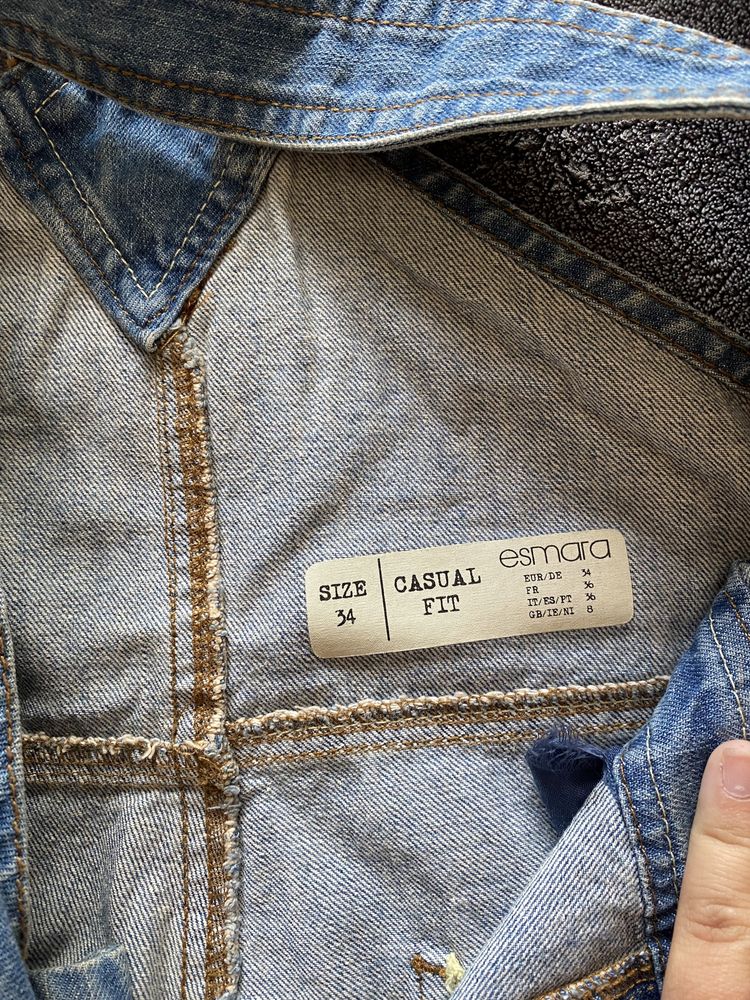 SIZE
34
CASUAL
FIT
esmara
EUR/DE 34
FR 36
IT/ES/PT 36
GB/IE/NI 8